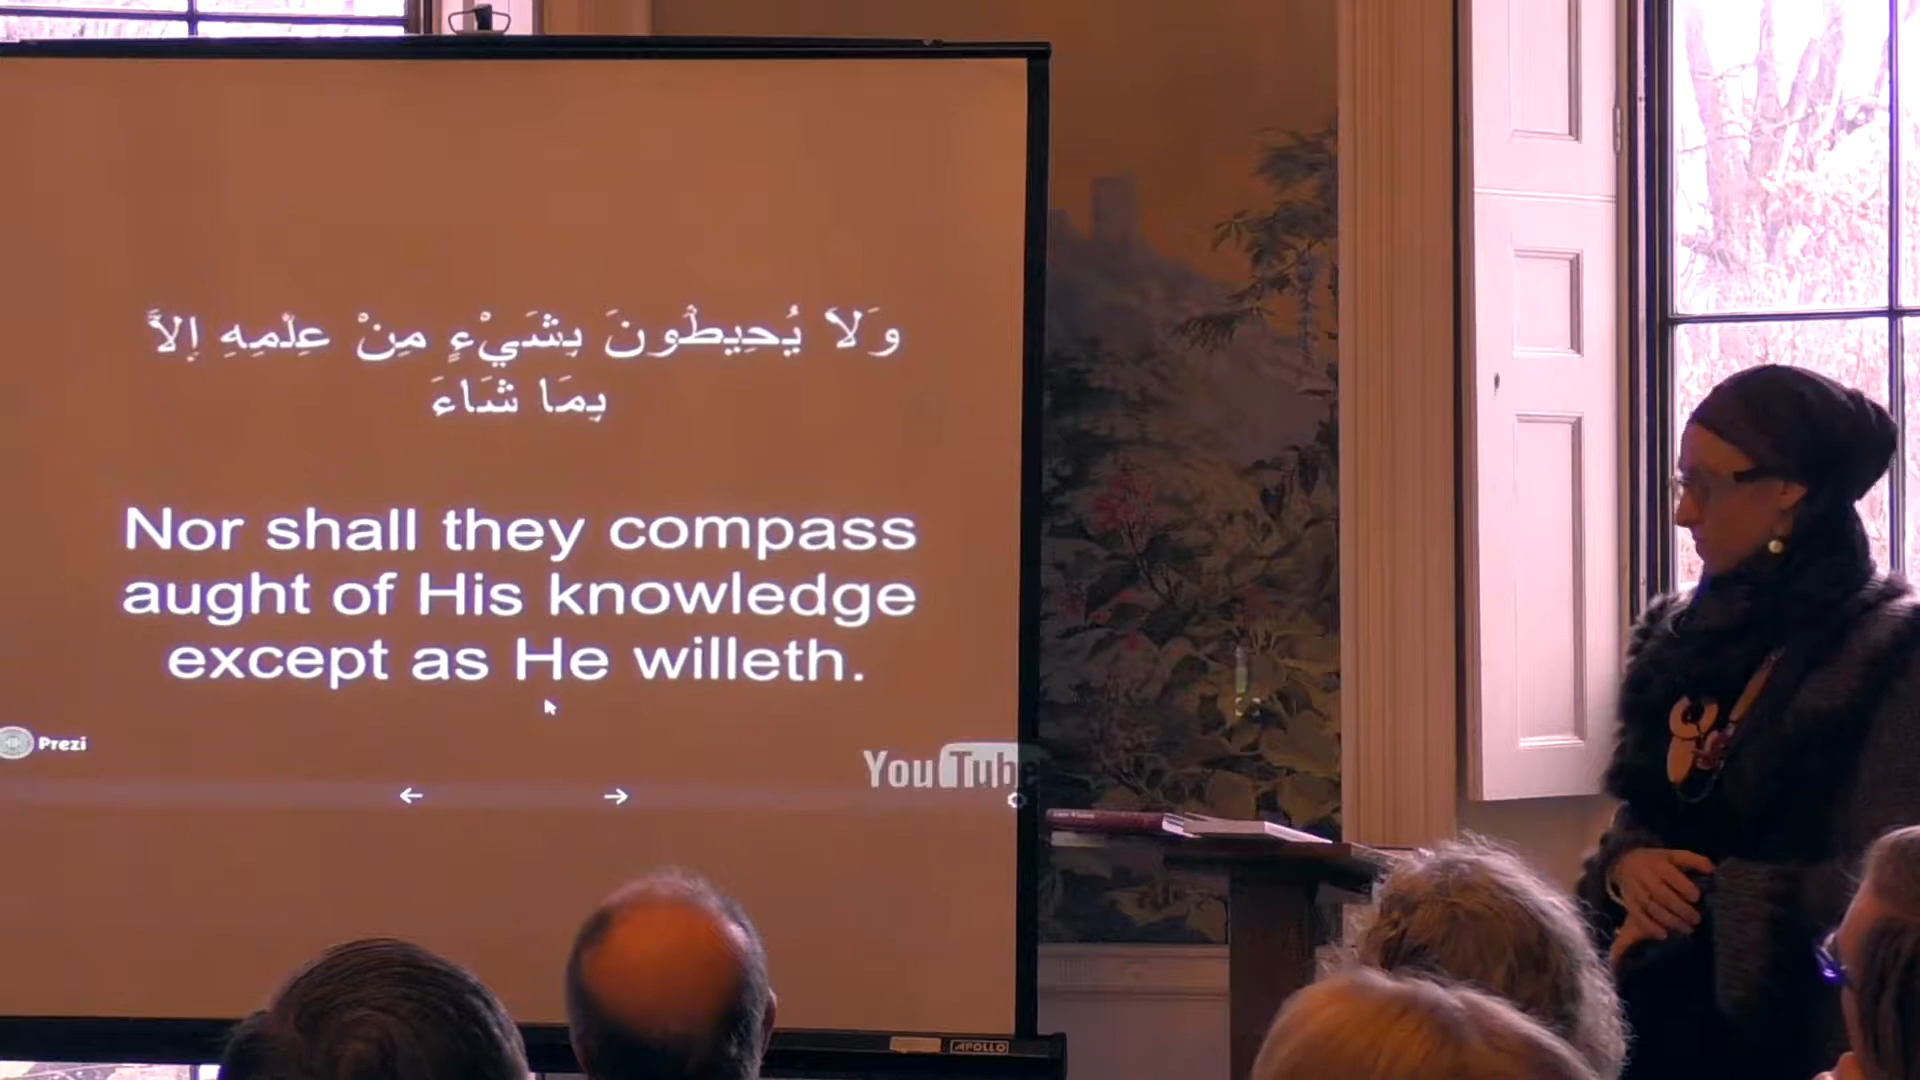 وَلَا يُحِيطُونَ بِشَيْءٍ مِنْ عِلْمِهِ إِلاَّ
بِمَا شَاءَ
Nor shall they compass
aught of His knowledge
except as He willeth.
Prezi
YouTube
APOLLO